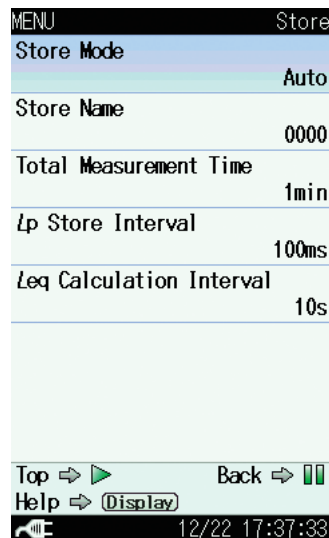 MENU Store
Store Mode
Auto
Store Name
0000
Total Measurement Time
1min
Lp Store Interval
100ms
Leq Calculation Interval
10s
Top ⇨ ▶ Back ⇨ ❚❚
Help ⇨ Display
12/22 17:37:33